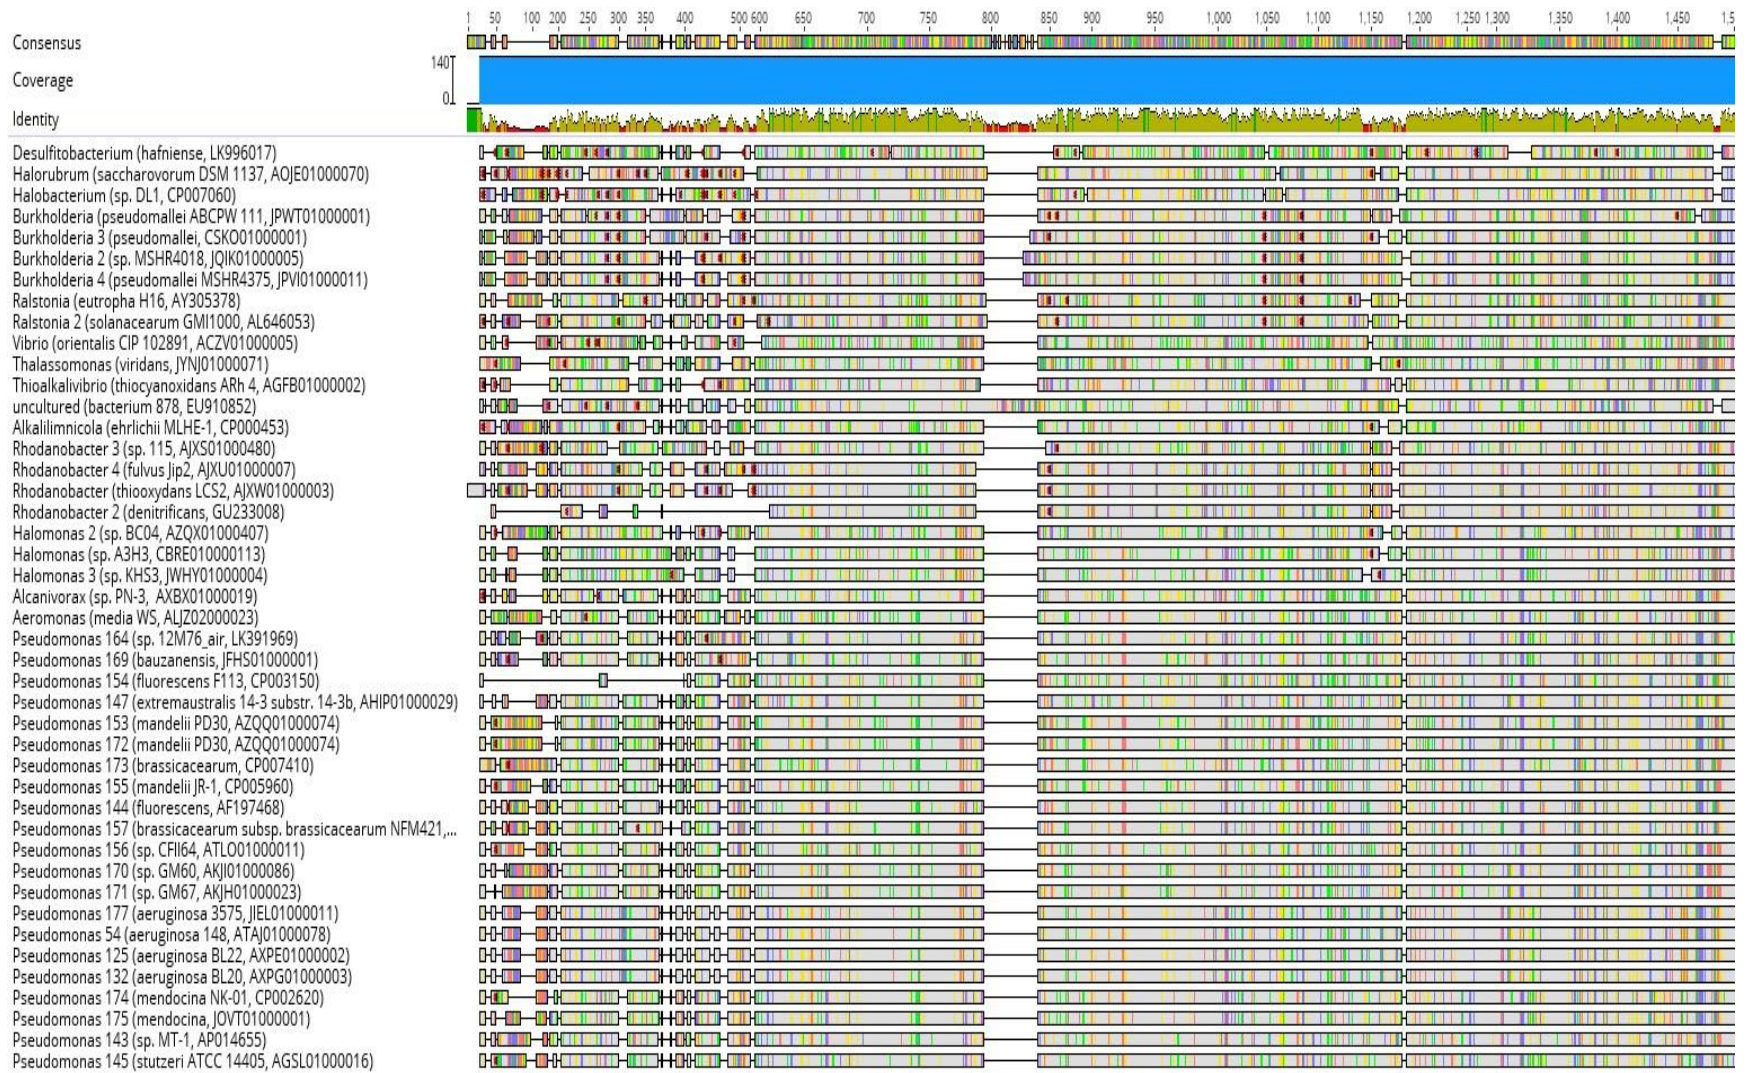 1 50 100 200 250 300 350 400 500 600 650 700 750 800 850 900 950 1,000 1,050 1,100 1,150 1,200 1,250 1,300 1,350 1,400 1,450 1,5
Consensus
140
Coverage
0
Identity
Desulfitobacterium (hafniense, LK996017)
Halorubrum (saccharovorum DSM 1137, AOJE01000070)
Halobacterium (sp. DL1, CP007060)
Burkholderia (pseudomallei ABCPW 111, JPWT01000001)
Burkholderia 3 (pseudomallei, CSKO01000001)
Burkholderia 2 (sp. MSHR4018, JQIK01000005)
Burkholderia 4 (pseudomallei MSHR4375, JPVI01000011)
Ralstonia (eutropha H16, AY305378)
Ralstonia 2 (solanacearum GMI1000, AL646053)
Vibrio (orientalis CIP 102891, ACZV01000005)
Thalassomonas (viridans, JYNJ01000071)
Thioalkalivibrio (thiocyanoxidans ARh 4, AGFB01000002)
uncultured (bacterium 878, EU910852)
Alkalilimnicola (ehrlichii MLHE-1, CP000453)
Rhodanobacter 3 (sp. 115, AJXS01000480)
Rhodanobacter 4 (fulvus Jip2, AJXU01000007)
Rhodanobacter (thiooxydans LCS2, AJXW01000003)
Rhodanobacter 2 (denitrificans, GU233008)
Halomonas 2 (sp. BC04, AZQX01000407)
Halomonas (sp. A3H3, CBRE010000113)
Halomonas 3 (sp. KHS3, JWHY01000004)
Alcanivorax (sp. PN-3, AXBX01000019)
Aeromonas (media WS, ALJZ02000023)
Pseudomonas 164 (sp. 12M76_air, LK391969)
Pseudomonas 169 (bauzanensis, JFHS01000001)
Pseudomonas 154 (fluorescens F113, CP003150)
Pseudomonas 147 (extremaustralis 14-3 substr. 14-3b, AHIP01000029)
Pseudomonas 153 (mandelii PD30, AZQQ01000074)
Pseudomonas 172 (mandelii PD30, AZQQ01000074)
Pseudomonas 173 (brassicacearum, CP007410)
Pseudomonas 155 (mandelii JR-1, CP005960)
Pseudomonas 144 (fluorescens, AF197468)
Pseudomonas 157 (brassicacearum subsp. brassicacearum NFM421,...
Pseudomonas 156 (sp. CFII64, ATLO01000011)
Pseudomonas 170 (sp. GM60, AKJI01000086)
Pseudomonas 171 (sp. GM67, AKJH01000023)
Pseudomonas 177 (aeruginosa 3575, JIEL01000011)
Pseudomonas 54 (aeruginosa 148, ATAJ01000078)
Pseudomonas 125 (aeruginosa BL22, AXPE01000002)
Pseudomonas 132 (aeruginosa BL20, AXPG01000003)
Pseudomonas 174 (mendocina NK-01, CP002620)
Pseudomonas 175 (mendocina, JOVT01000001)
Pseudomonas 143 (sp. MT-1, AP014655)
Pseudomonas 145 (stutzeri ATCC 14405, AGSL01000016)